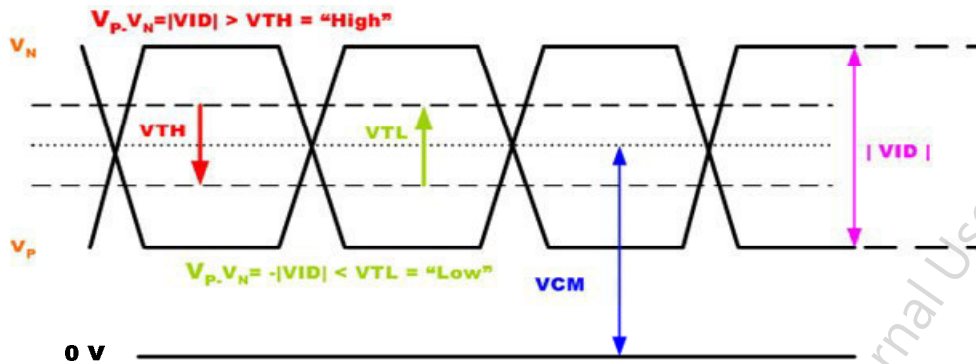 VP-VN=|VID| > VTH = “High”
VN
VTH
VTL
| VID |
VP
VP-VN= -|VID| < VTL = “Low”
VCM
0 V